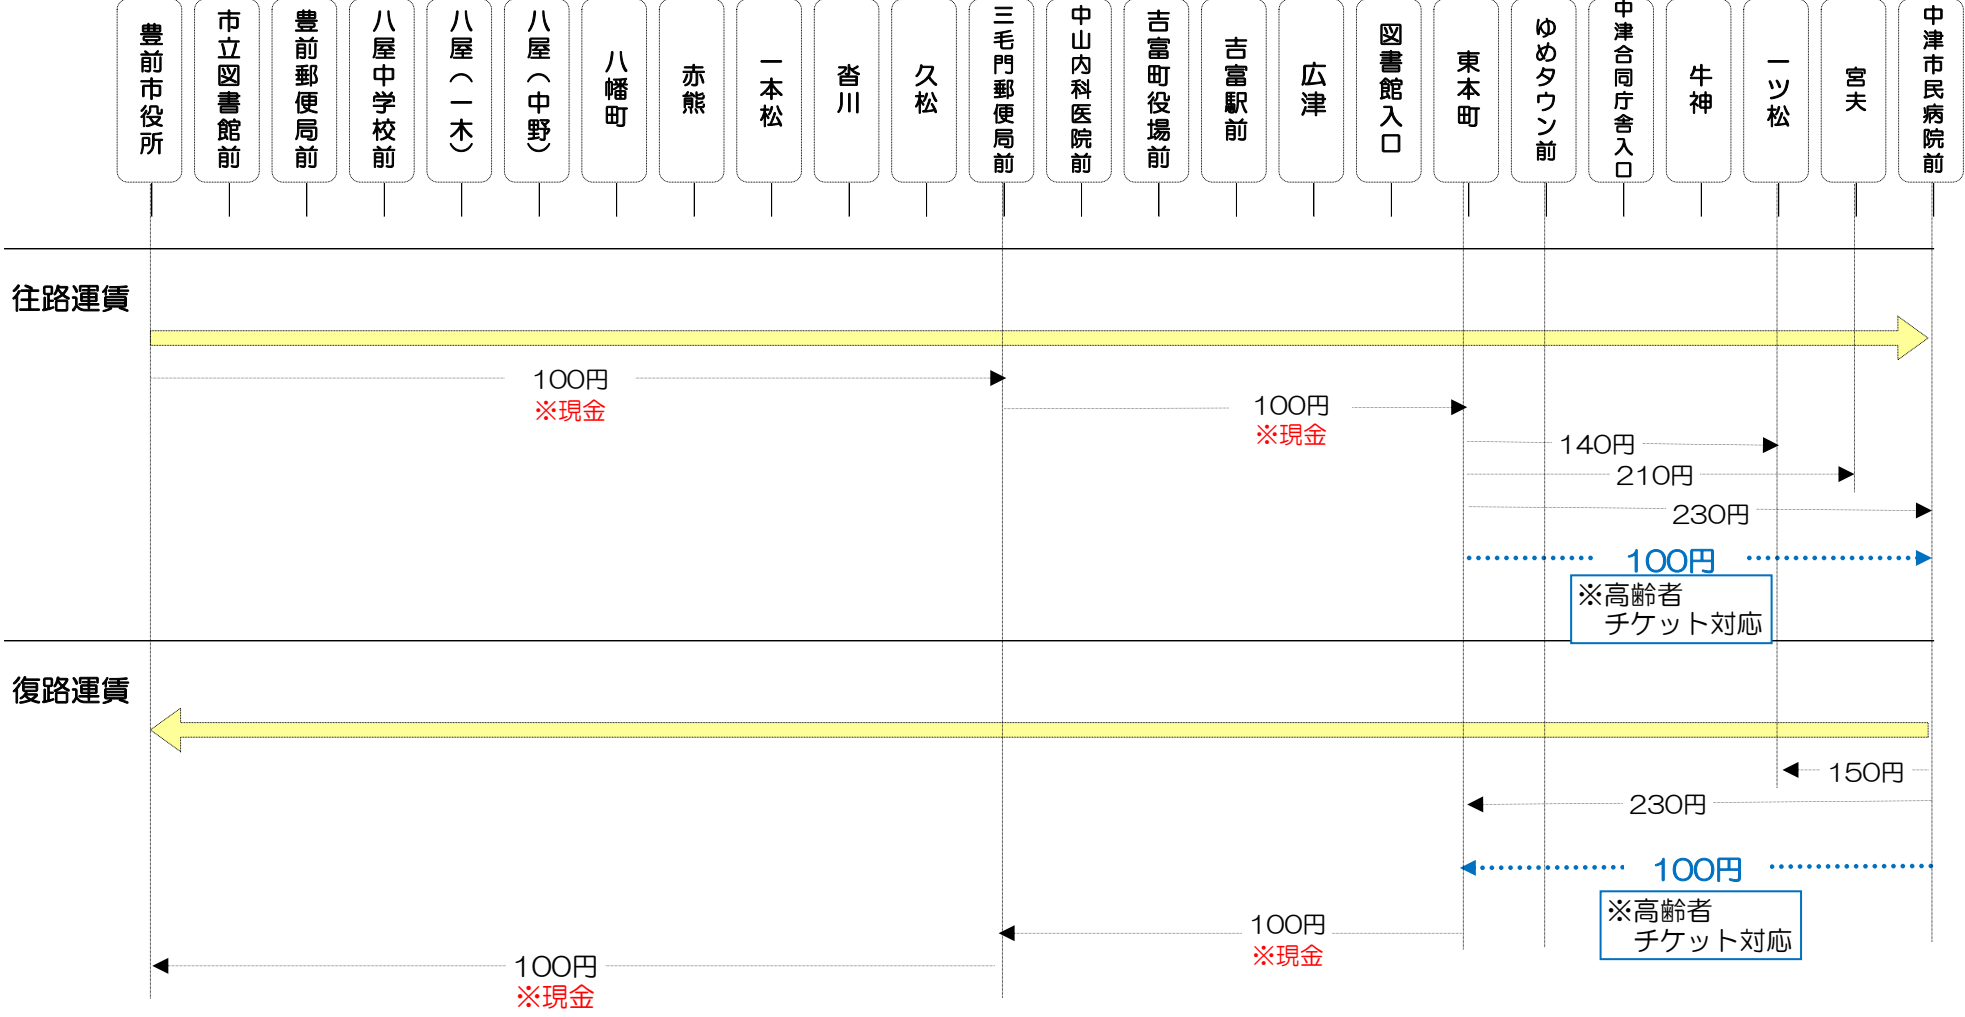 豊前市役所
市立図書館前
豊前郵便局前
八屋中学校前
八屋(一木)
八屋(中野)
八幡町
赤熊
一本松
沓川
久松
三毛門郵便局前
中山内科医院前
吉富町役場前
吉富駅前
広津
図書館入口
東本町
ゆめタウン前
中津合同庁舎入口
牛神
一ツ松
宮夫
中津市民病院前
往路運賃
100円
※現金
100円
※現金
140円
210円
230円
100円
※高齢者
チケット対応
復路運賃
150円
230円
100円
※高齢者
チケット対応
100円
※現金
100円
※現金